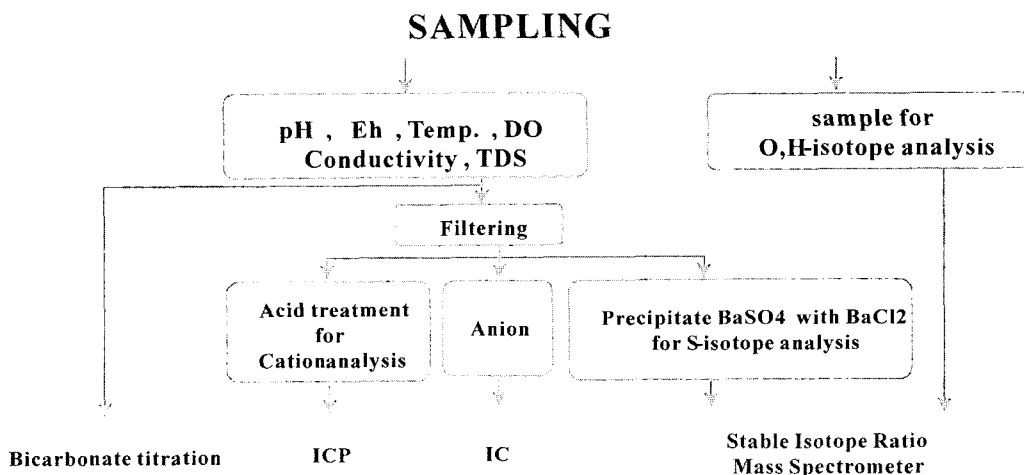 SAMPLING
pH , Eh , Temp. , DO
Conductivity , TDS
sample for
O,H-isotope analysis
Filtering
Acid treatment
for
Cationanalysis
Anion
Precipitate BaSO4 with BaCl2
for S-isotope analysis
Bicarbonate titration
ICP
IC
Stable Isotope Ratio
Mass Spectrometer